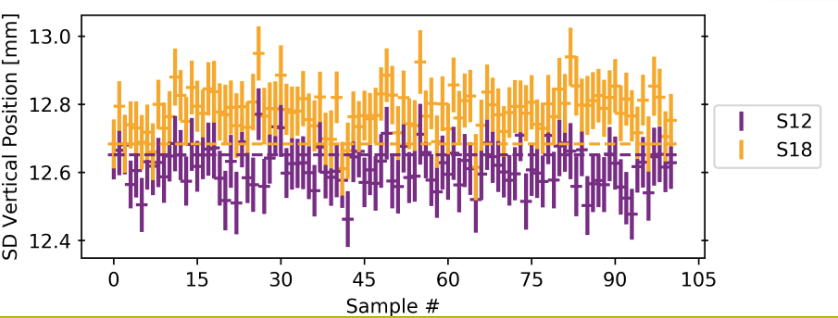 SD Vertical Position [mm]
13.0
12.8
12.6
12.4
0 15 30 45 60 75 90 105
Sample #
S12
S18